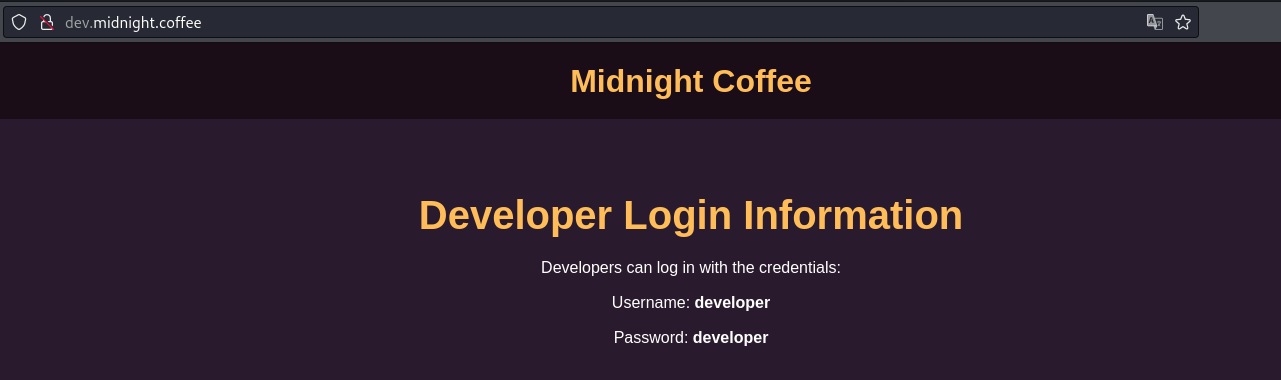 dev.midnight.coffee
Midnight Coffee
Developer Login Information
Developers can log in with the credentials:
Username: developer
Password: developer